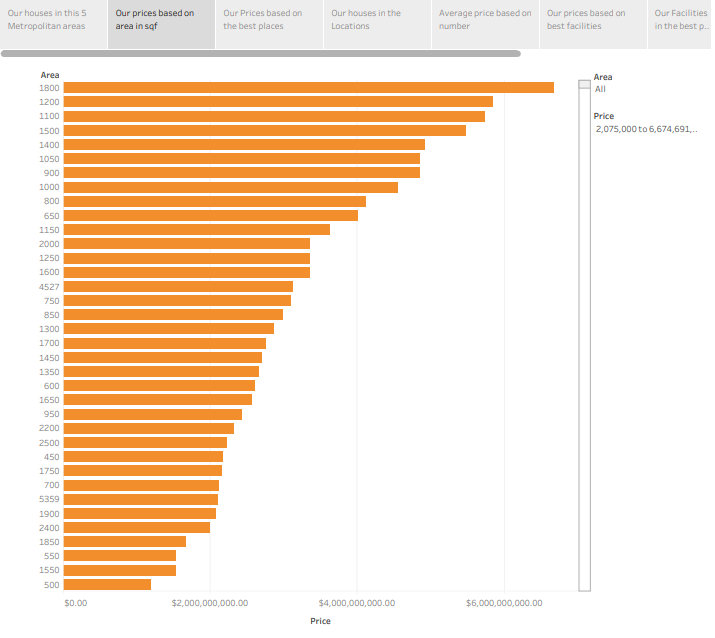 Our houses in this 5
Metropolitan areas
Our prices based on
area in sqf
Our Prices based on
the best places
Our houses in the
Locations
Average price based on
number
Our prices based on
best facilities
Our Facilities
in the best p..
Area
1800
1200
1100
1500
1400
1050
900
1000
800
650
1150
2000
1250
1600
4527
750
850
1300
1700
1450
1350
600
1650
950
2200
2500
450
1750
700
5359
1900
2400
1850
550
1550
500
$0.00
$2,000,000,000.00
$4,000,000,000.00
$6,000,000,000.00
Price
Area
All
Price
2,075,000 to 6,674,691,..